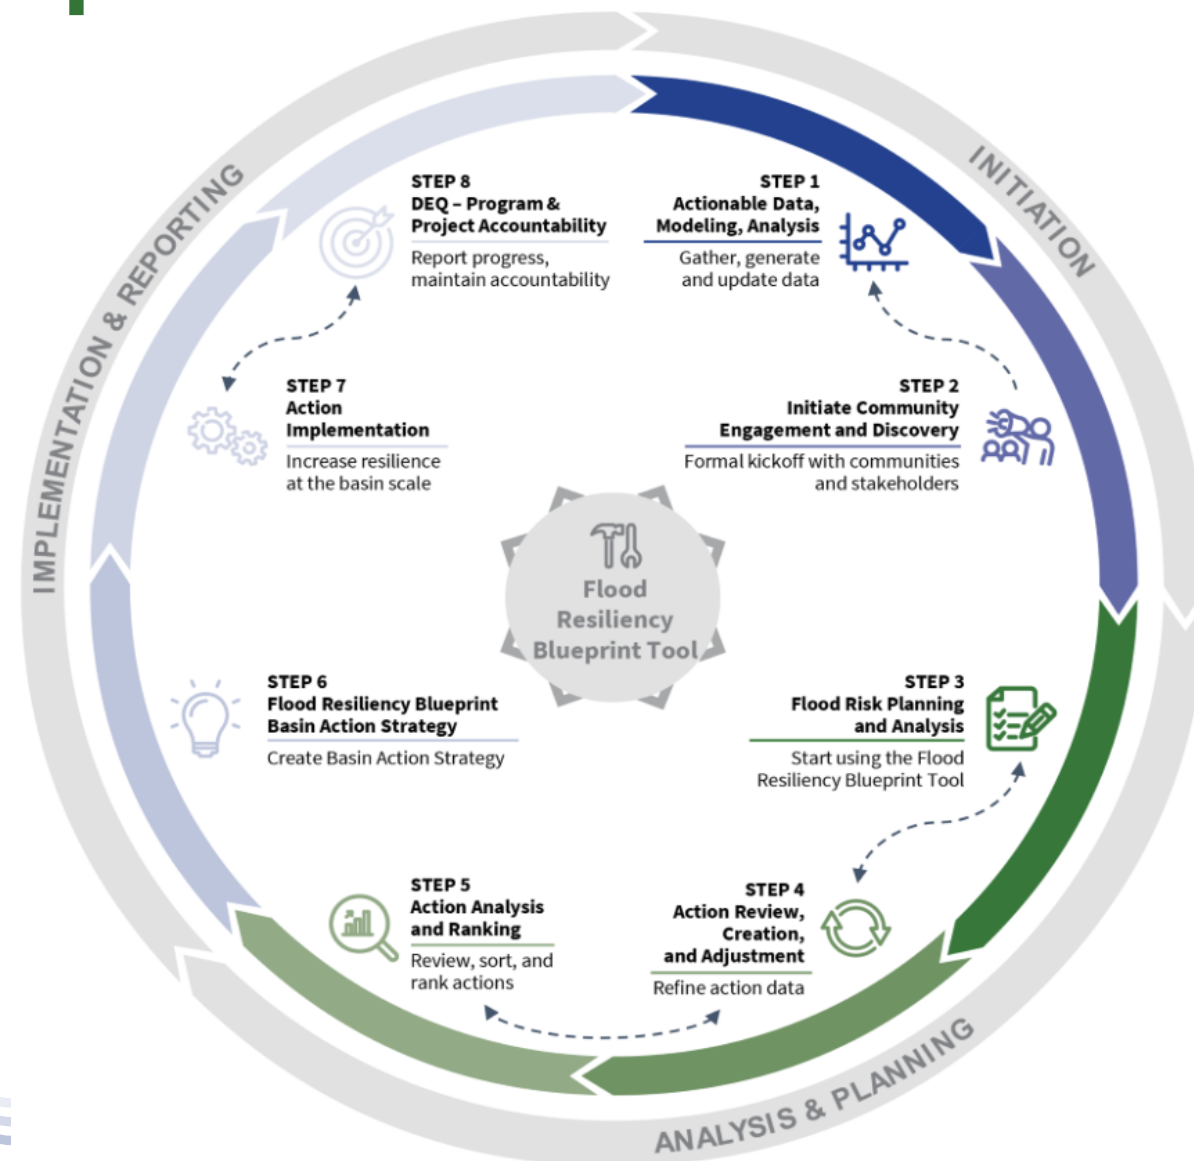 INITIATION
ANALYSIS & PLANNING
IMPLEMENTATION & REPORTING
STEP 1
Actionable Data,
Modeling, Analysis
Gather, generate
and update data
STEP 2
Initiate Community
Engagement and Discovery
Formal kickoff with communities
and stakeholders
STEP 3
Flood Risk Planning
and Analysis
Start using the Flood
Resiliency Blueprint Tool
STEP 4
Action Review,
Creation,
and Adjustment
Refine action data
STEP 5
Action Analysis
and Ranking
Review, sort, and
rank actions
STEP 6
Flood Resiliency Blueprint
Basin Action Strategy
Create Basin Action Strategy
STEP 7
Action
Implementation
Increase resilience
at the basin scale
STEP 8
DEQ – Program &
Project Accountability
Report progress,
maintain accountability
Flood
Resiliency
Blueprint Tool